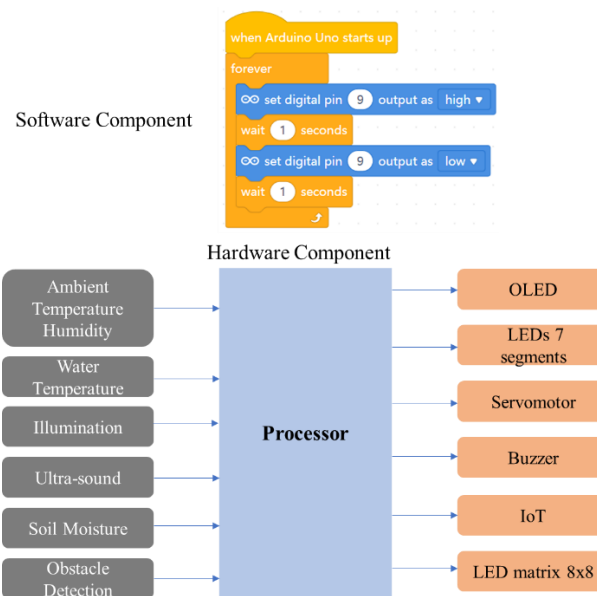 when Arduino Uno starts up
forever
set digital pin 9 output as high
wait 1 seconds
set digital pin 9 output as low
wait 1 seconds
Software Component
Hardware Component
Ambient
Temperature
Humidity
Water
Temperature
Illumination
Ultra-sound
Soil Moisture
Obstacle
Detection
Processor
OLED
LEDs 7
segments
Servomotor
Buzzer
IoT
LED matrix 8x8